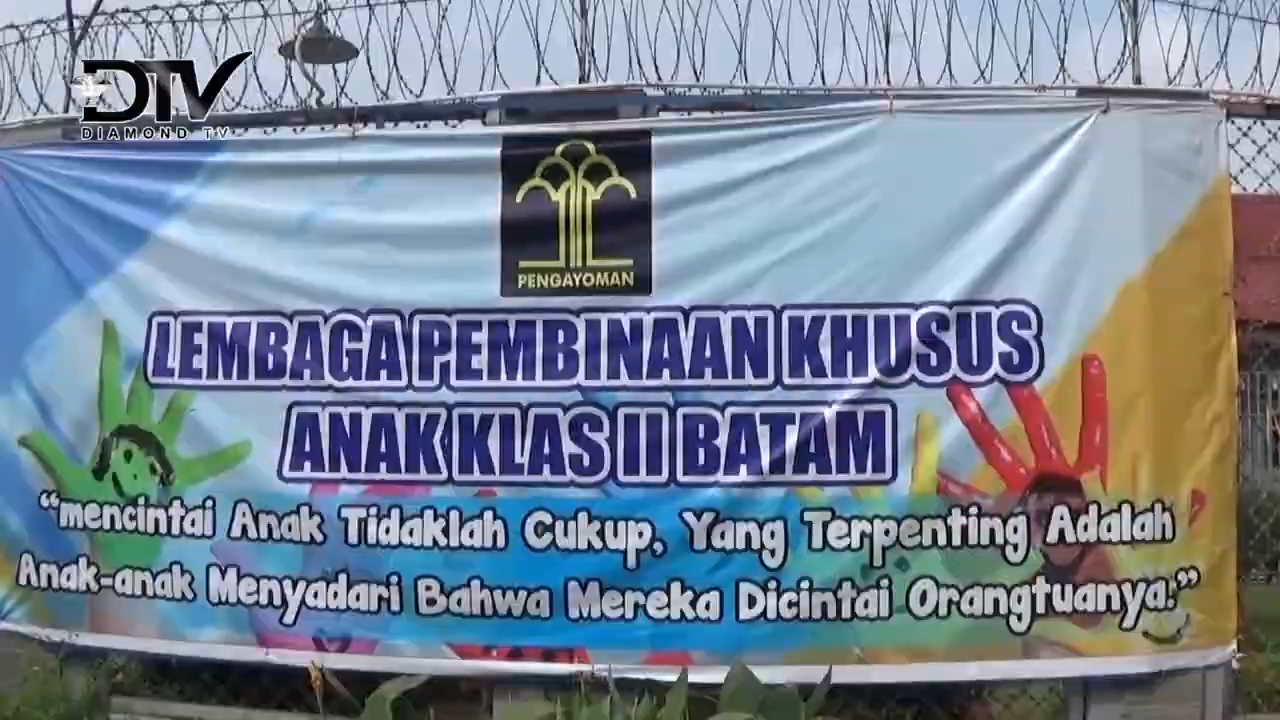 DTV
DIAMOND TV
PENGAYOMAN
LEMBAGA PEMBINAAN KHUSUS
ANAK KLAS II BATAM
“mencintai Anak Tidaklah Cukup, Yang Terpenting Adalah
Anak-anak Menyadari Bahwa Mereka Dicintai Orangtuanya.”